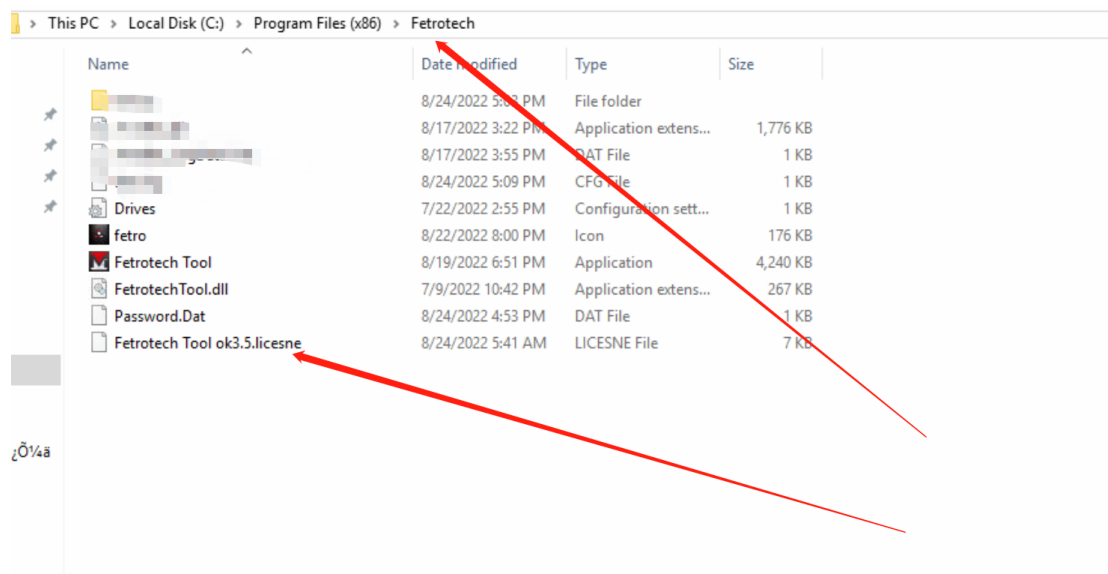 This PC > Local Disk (C:) > Program Files (x86) > Fetrotech
Name Date modified Type Size
8/24/2022 5:03 PM File folder
8/17/2022 3:22 PM Application extens... 1,776 KB
8/17/2022 3:55 PM DAT File 1 KB
8/24/2022 5:09 PM CFG File 1 KB
Drives 7/22/2022 2:55 PM Configuration sett... 1 KB
fetro 8/22/2022 8:00 PM Icon 176 KB
Fetrotech Tool 8/19/2022 6:51 PM Application 4,240 KB
FetrotechTool.dll 7/9/2022 10:42 PM Application extens... 267 KB
Password.Dat 8/24/2022 4:53 PM DAT File 1 KB
Fetrotech Tool ok3.5.licesne 8/24/2022 5:41 AM LICESNE File 7 KB
¿Õ¼ä